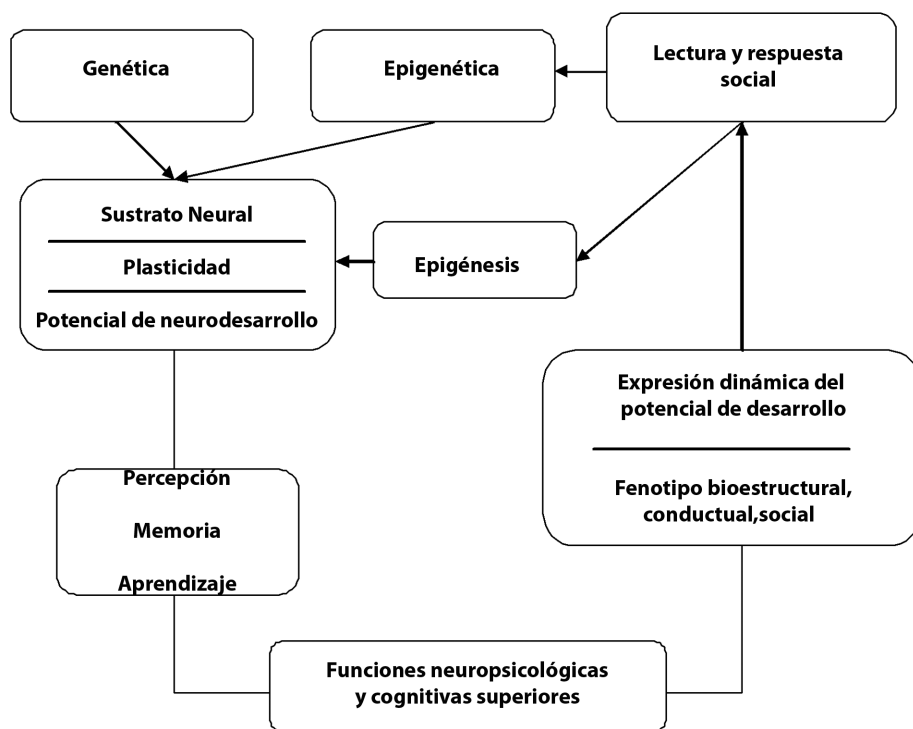 Genética
Epigenética
Lectura y respuesta
social
Sustrato Neural
Plasticidad
Potencial de neurodesarrollo
Epigénesis
Expresión dinámica del
potencial de desarrollo
Fenotipo bioestructural,
conductual,social
Percepción
Memoria
Aprendizaje
Funciones neuropsicológicas
y cognitivas superiores